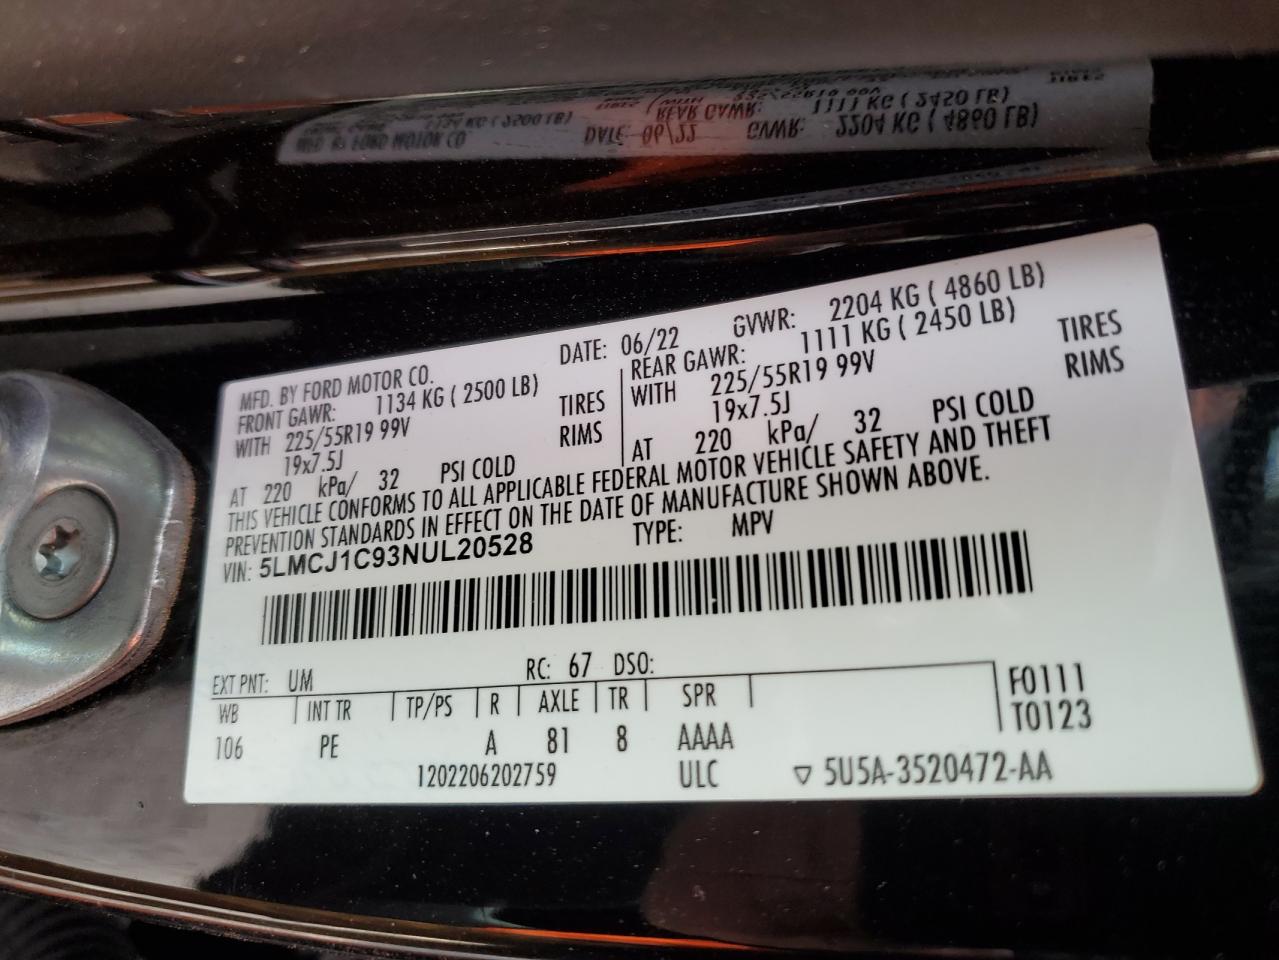 MFD. BY FORD MOTOR CO.
DATE: 06/22 GVWR: 2204 KG ( 4860 LB)
FRONT GAWR: 1134 KG ( 2500 LB)
WITH 225/55R19 99V TIRES
19x7.5J RIMS
AT 220 kPa/ 32 PSI COLD
REAR GAWR: 1111 KG ( 2450 LB)
WITH 225/55R19 99V TIRES
19x7.5J RIMS
AT 220 kPa/ 32 PSI COLD
THIS VEHICLE CONFORMS TO ALL APPLICABLE FEDERAL MOTOR VEHICLE SAFETY AND THEFT
PREVENTION STANDARDS IN EFFECT ON THE DATE OF MANUFACTURE SHOWN ABOVE.
VIN: 5LMCJ1C93NUL20528 TYPE: MPV
EXT PNT: UM RC: 67 DSO:
WB INT TR TP/PS R AXLE TR SPR
106 PE A 81 8 AAAA
F0111
T0123
1202206202759 ULC ▽ 5U5A-3520472-AA